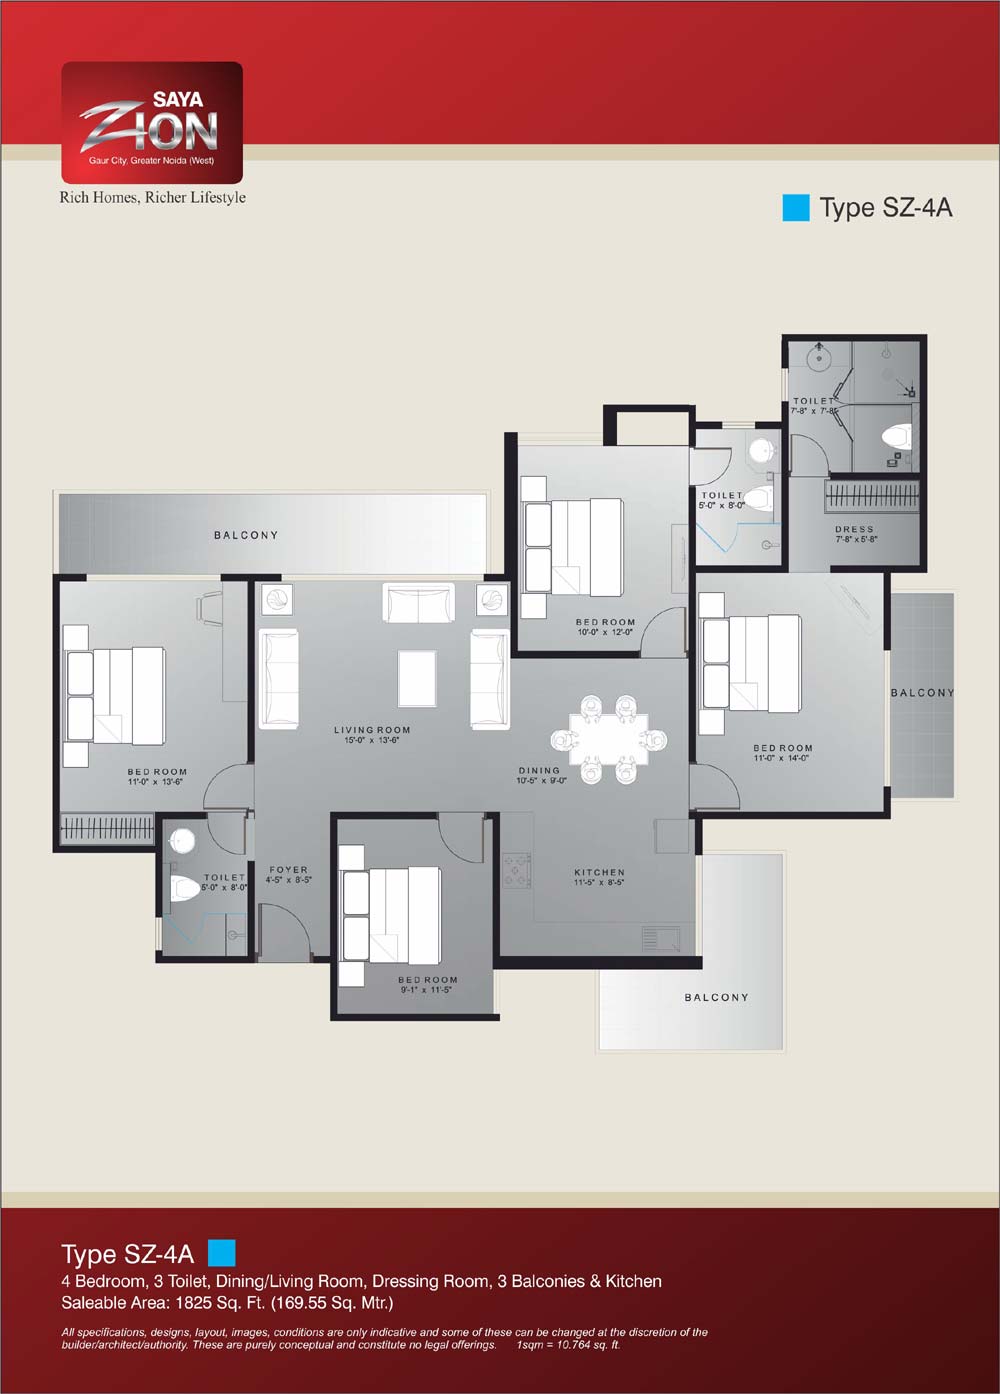 SAYA
ZION
Gaur City, Greater Noida (West)
Rich Homes, Richer Lifestyle
Type SZ-4A
TOILET
7'-8" x 7'-8"
TOILET
5'-0" x 8'-0"
DRESS
7'-8" x 5'-8"
BALCONY
BED ROOM
10'-0" x 12'-0"
BALCONY
LIVING ROOM
15'-0" x 13'-6"
BED ROOM
11'-0" x 14'-0"
DINING
10'-5" x 9'-0"
BED ROOM
11'-0" x 13'-6"
FOYER
4'-5" x 8'-5"
TOILET
5'-0" x 8'-0"
KITCHEN
11'-5" x 8'-5"
BED ROOM
9'-1" x 11'-5"
BALCONY
Type SZ-4A
4 Bedroom, 3 Toilet, Dining/Living Room, Dressing Room, 3 Balconies & Kitchen
Saleable Area: 1825 Sq. Ft. (169.55 Sq. Mtr.)
All specifications, designs, layout, images, conditions are only indicative and some of these can be changed at the discretion of the
builder/architect/authority. These are purely conceptual and constitute no legal offerings. 1sqm = 10.764 sq. ft.